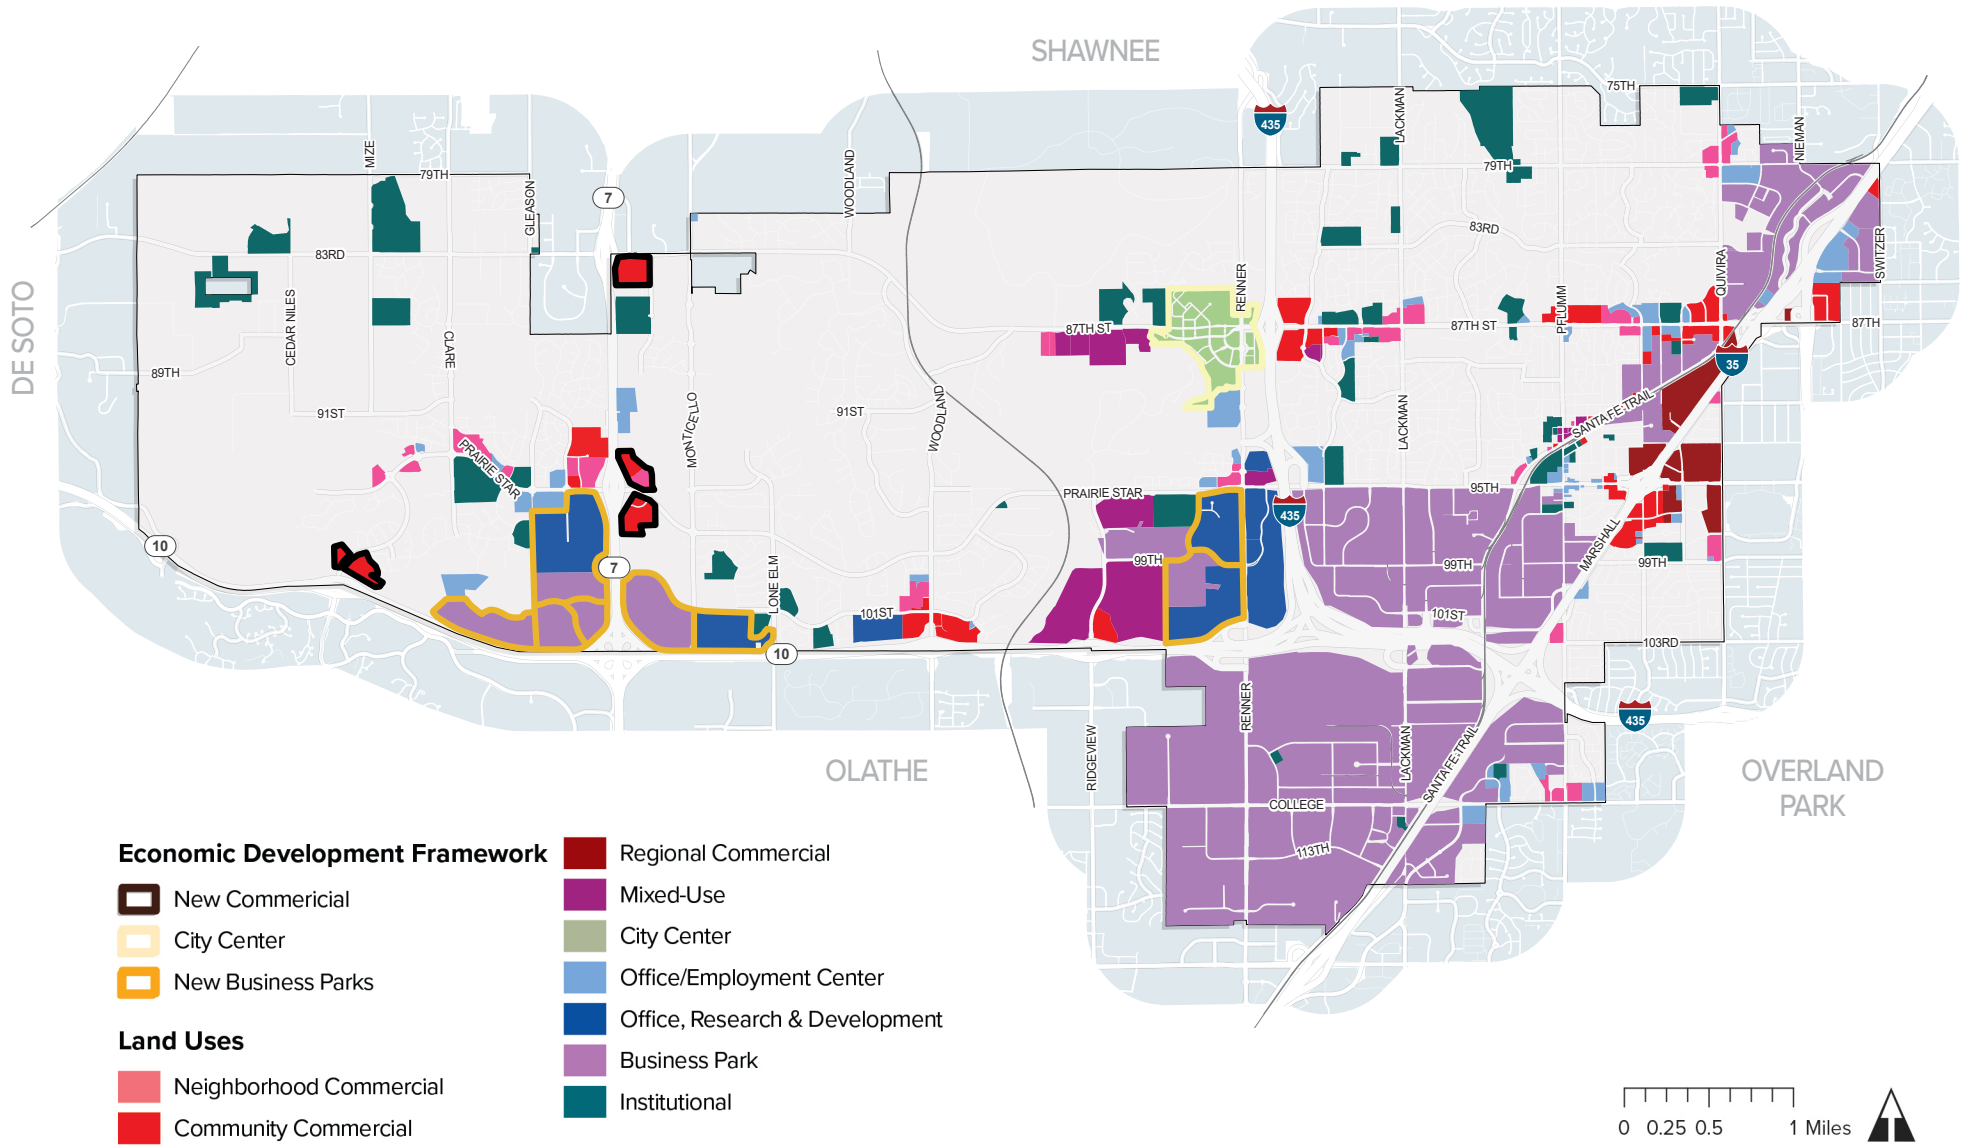 SHAWNEE
75TH
435
LACKMAN
NIEMAN
MIZE
79TH
WOODLAND
79TH
GLEASON
7
83RD
83RD
QUIVIRA
SWITZER
RENNER
DE SOTO
CEDAR NILES
CLARE
PFLUMM
87TH ST
87TH ST
87TH
35
89TH
91ST
91ST
MONTICELLO
WOODLAND
LACKMAN
SANTA FE TRAIL
PRAIRIE STAR
PRAIRIE STAR
95TH
435
MARSHALL
10
7
99TH
99TH
99TH
LONE ELM
101ST
101ST
103RD
10
RENNER
435
RIDGEVIEW
LACKMAN
SANTA FE TRAIL
OLATHE
OVERLAND
PARK
COLLEGE
113TH
Economic Development Framework
New Commericial
City Center
New Business Parks
Land Uses
Neighborhood Commercial
Community Commercial
Regional Commercial
Mixed-Use
City Center
Office/Employment Center
Office, Research & Development
Business Park
Institutional
0 0.25 0.5 1 Miles